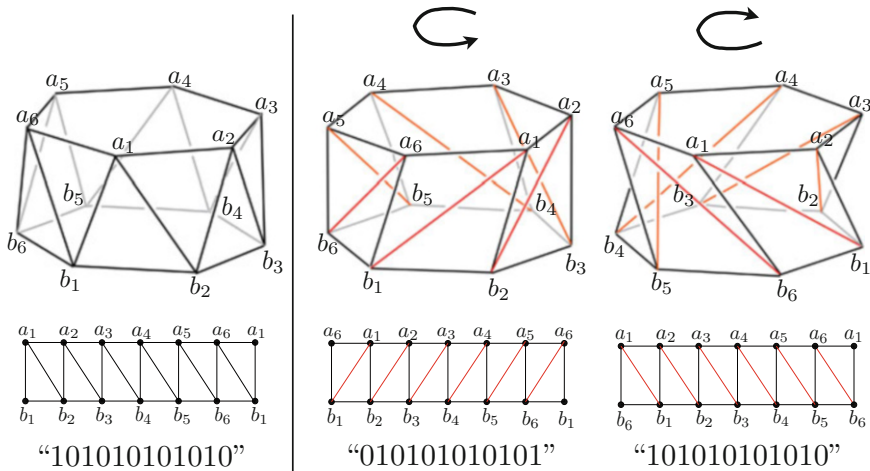 a₅ a₄
a₃
a₆ a₁ a₂
b₅ b₄
b₆ b₃
b₁ b₂
a₁ a₂ a₃ a₄ a₅ a₆ a₁
b₁ b₂ b₃ b₄ b₅ b₆ b₁
“101010101010”
a₄ a₃
a₂
a₅ a₆ a₁
b₅ b₄
b₆ b₃
b₁ b₂
a₆ a₁ a₂ a₃ a₄ a₅ a₆
b₁ b₂ b₃ b₄ b₅ b₆ b₁
“010101010101”
a₅ a₄
a₃
a₆ a₁ a₂
b₃ b₂
b₄ b₁
b₅ b₆
a₁ a₂ a₃ a₄ a₅ a₆ a₁
b₆ b₁ b₂ b₃ b₄ b₅ b₆
“101010101010”